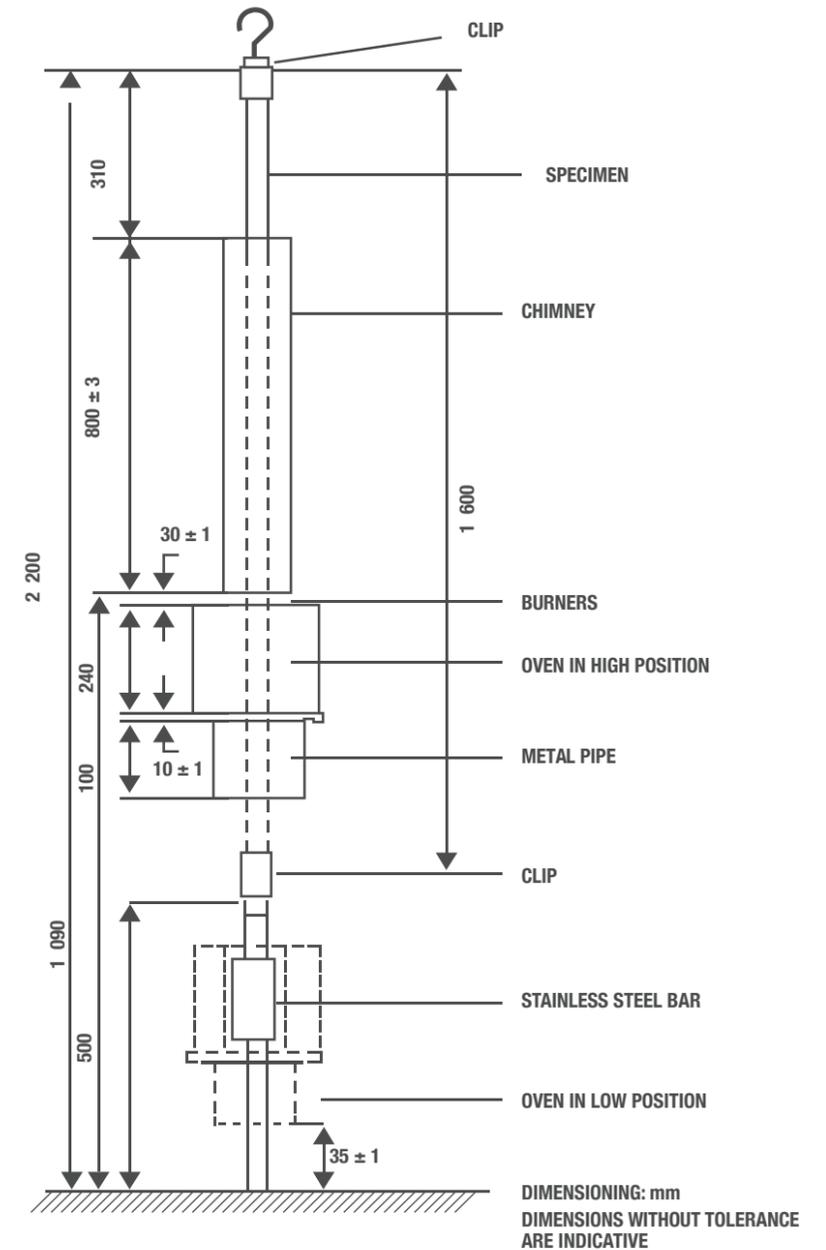 CLIP
310
SPECIMEN
CHIMNEY
800 ± 3
1 600
30 ± 1
2 200
BURNERS
OVEN IN HIGH POSITION
240
METAL PIPE
10 ± 1
100
CLIP
1 090
STAINLESS STEEL BAR
500
OVEN IN LOW POSITION
35 ± 1
DIMENSIONING: mm
DIMENSIONS WITHOUT TOLERANCE
ARE INDICATIVE